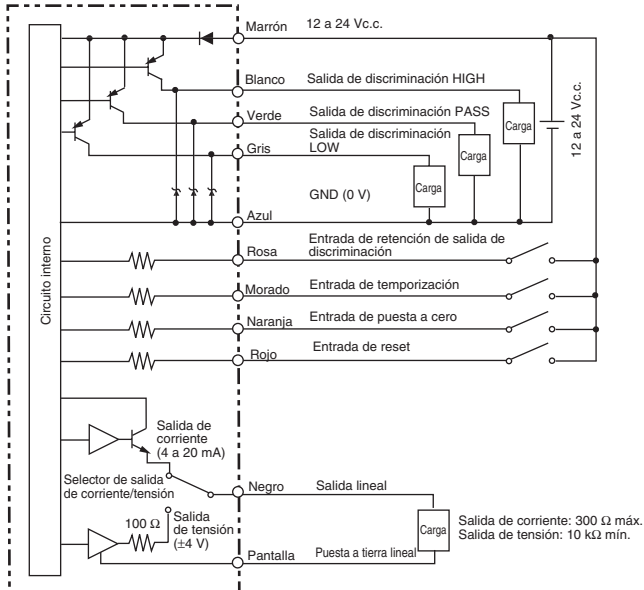 Marrón
12 a 24 Vc.c.
Blanco
Salida de discriminación HIGH
Verde
Salida de discriminación PASS
Salida de discriminación
LOW
Gris
Carga
Carga
Carga
12 a 24 Vc.c.
GND (0 V)
Azul
Circuito interno
Rosa
Entrada de retención de salida de
discriminación
Morado
Entrada de temporización
Naranja
Entrada de puesta a cero
Rojo
Entrada de reset
Salida de
corriente
(4 a 20 mA)
Selector de salida
de corriente/tensión
Negro
Salida lineal
100 Ω
Salida
de tensión
(±4 V)
Carga
Salida de corriente: 300 Ω máx.
Salida de tensión: 10 kΩ mín.
Pantalla
Puesta a tierra lineal